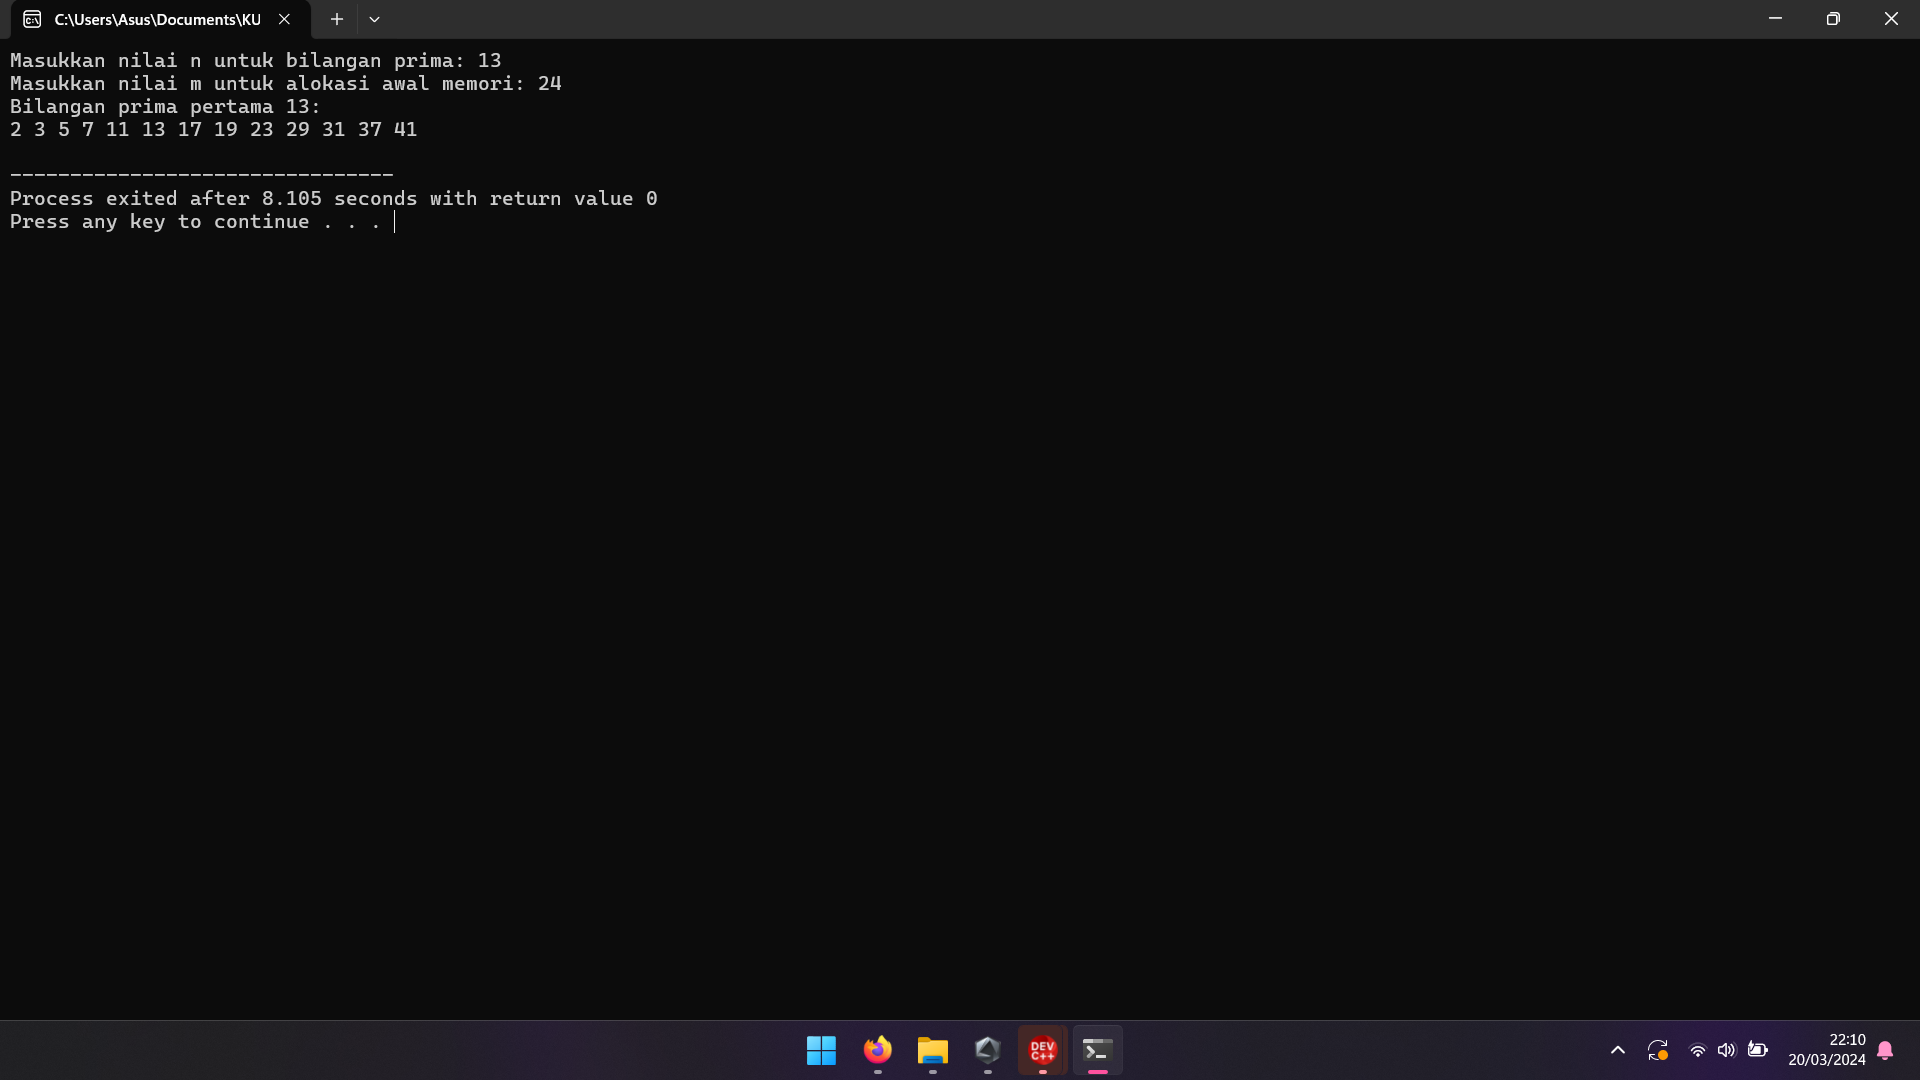 C:\Users\Asus\Documents\KU
Masukkan nilai n untuk bilangan prima: 13
Masukkan nilai m untuk alokasi awal memori: 24
Bilangan prima pertama 13:
2 3 5 7 11 13 17 19 23 29 31 37 41
--------------------------------
Process exited after 8.105 seconds with return value 0
Press any key to continue . . .
DEV
C++
22:10
20/03/2024